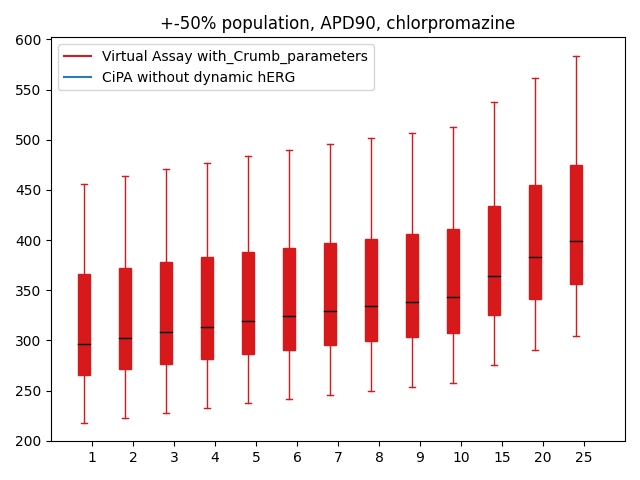 +-50% population, APD90, chlorpromazine
Virtual Assay with_Crumb_parameters
CiPA without dynamic hERG
600
550
500
450
400
350
300
250
200
1 2 3 4 5 6 7 8 9 10 15 20 25